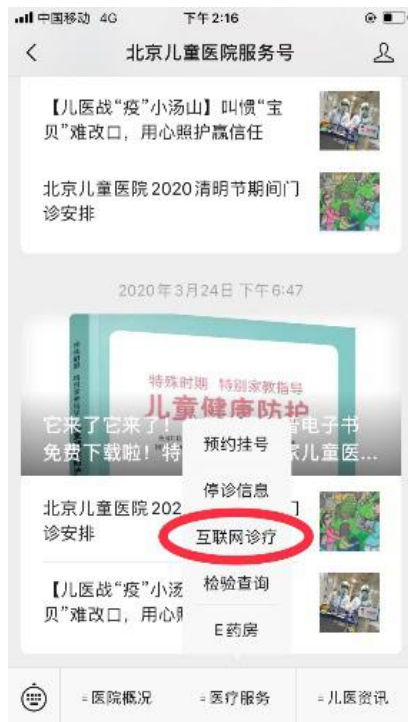 中国移动 4G 下午2:16
北京儿童医院服务号
【儿医战“疫”小汤山】叫惯“宝
贝”难改口，用心照护赢信任
北京儿童医院2020清明节期间门
诊安排
2020年3月24日 下午6:47
特殊时期 特别家教指导
儿童健康防护
它来了它来了！
电子书
免费下载啦！特
儿童医...
预约挂号
停诊信息
互联网诊疗
检验查询
E药房
北京儿童医院202
门
诊安排
【儿医战“疫”小汤
贝”难改口，用心
医院概况
医疗服务
儿医资讯